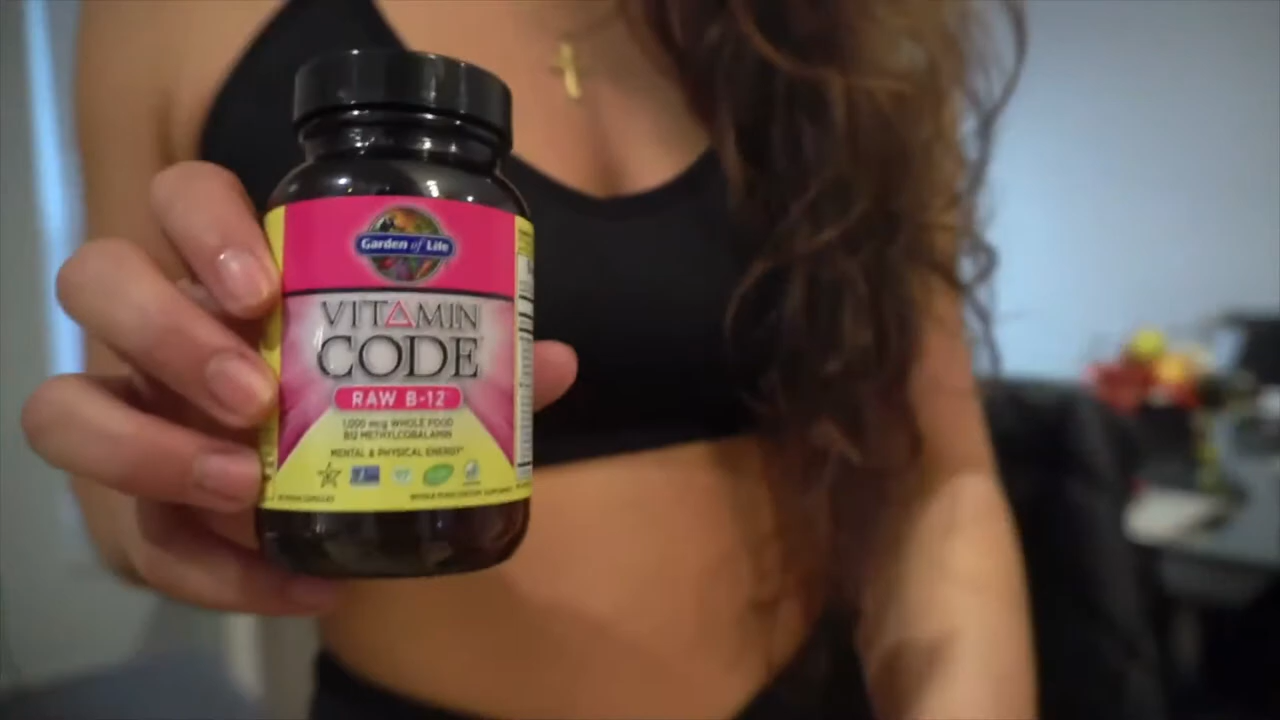 Garden of Life
VITAMIN
CODE
RAW B-12
1,000 mcg WHOLE FOOD
B12 METHYLCOBALAMIN
MENTAL & PHYSICAL ENERGY